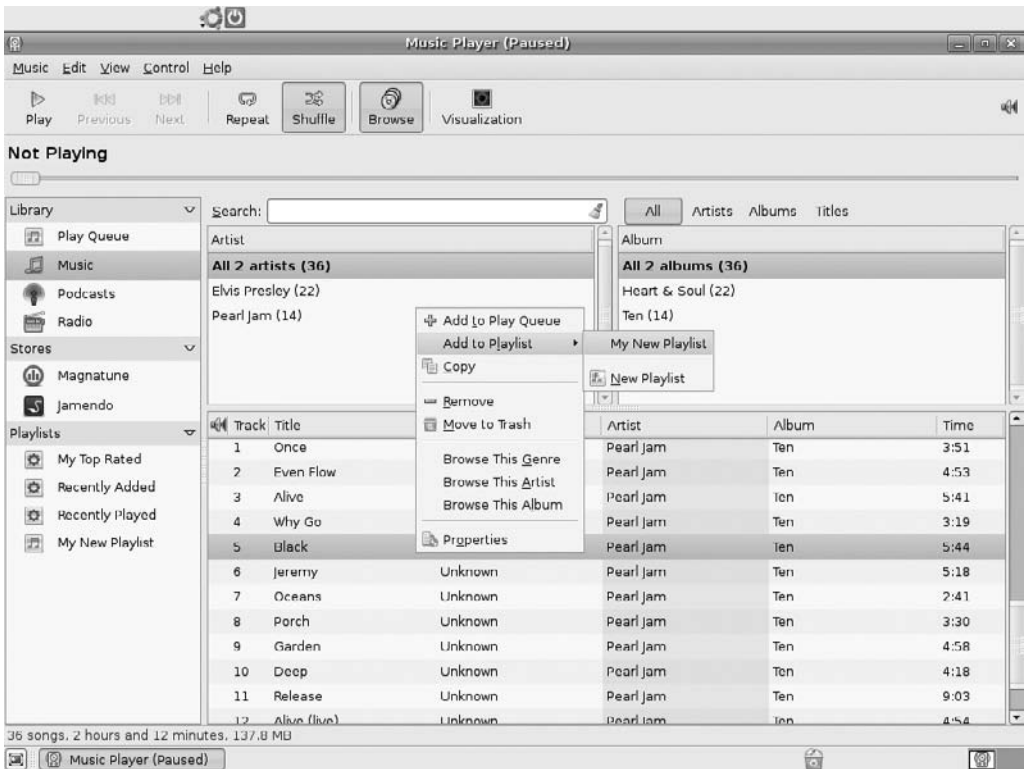 Music Player (Paused)
Music Edit View Control Help
Play Previous Next Repeat Shuffle Browse Visualization
Not Playing
Library
Play Queue
Music
Podcasts
Radio
Stores
Magnatune
Jamendo
Playlists
My Top Rated
Recently Added
Recently Played
My New Playlist
Search:
All Artists Albums Titles
Artist
All 2 artists (36)
Elvis Presley (22)
Pearl Jam (14)
Album
All 2 albums (36)
Heart & Soul (22)
Ten (14)
Add to Play Queue
Add to Playlist
Copy
Remove
Move to Trash
Browse This Genre
Browse This Artist
Browse This Album
Properties
My New Playlist
New Playlist
Track Title Artist Album Time
1 Once Pearl Jam Ten 3:51
2 Even Flow Pearl Jam Ten 4:53
3 Alive Pearl Jam Ten 5:41
4 Why Go Pearl Jam Ten 3:19
5 Black Pearl Jam Ten 5:44
6 Jeremy Unknown Pearl Jam Ten 5:18
7 Oceans Unknown Pearl Jam Ten 2:41
8 Porch Unknown Pearl Jam Ten 3:30
9 Garden Unknown Pearl Jam Ten 4:58
10 Deep Unknown Pearl Jam Ten 4:18
11 Release Unknown Pearl Jam Ten 9:03
12 Alive (live) Unknown Pearl Jam Ten 4:54
36 songs, 2 hours and 12 minutes, 137.8 MB
Music Player (Paused)